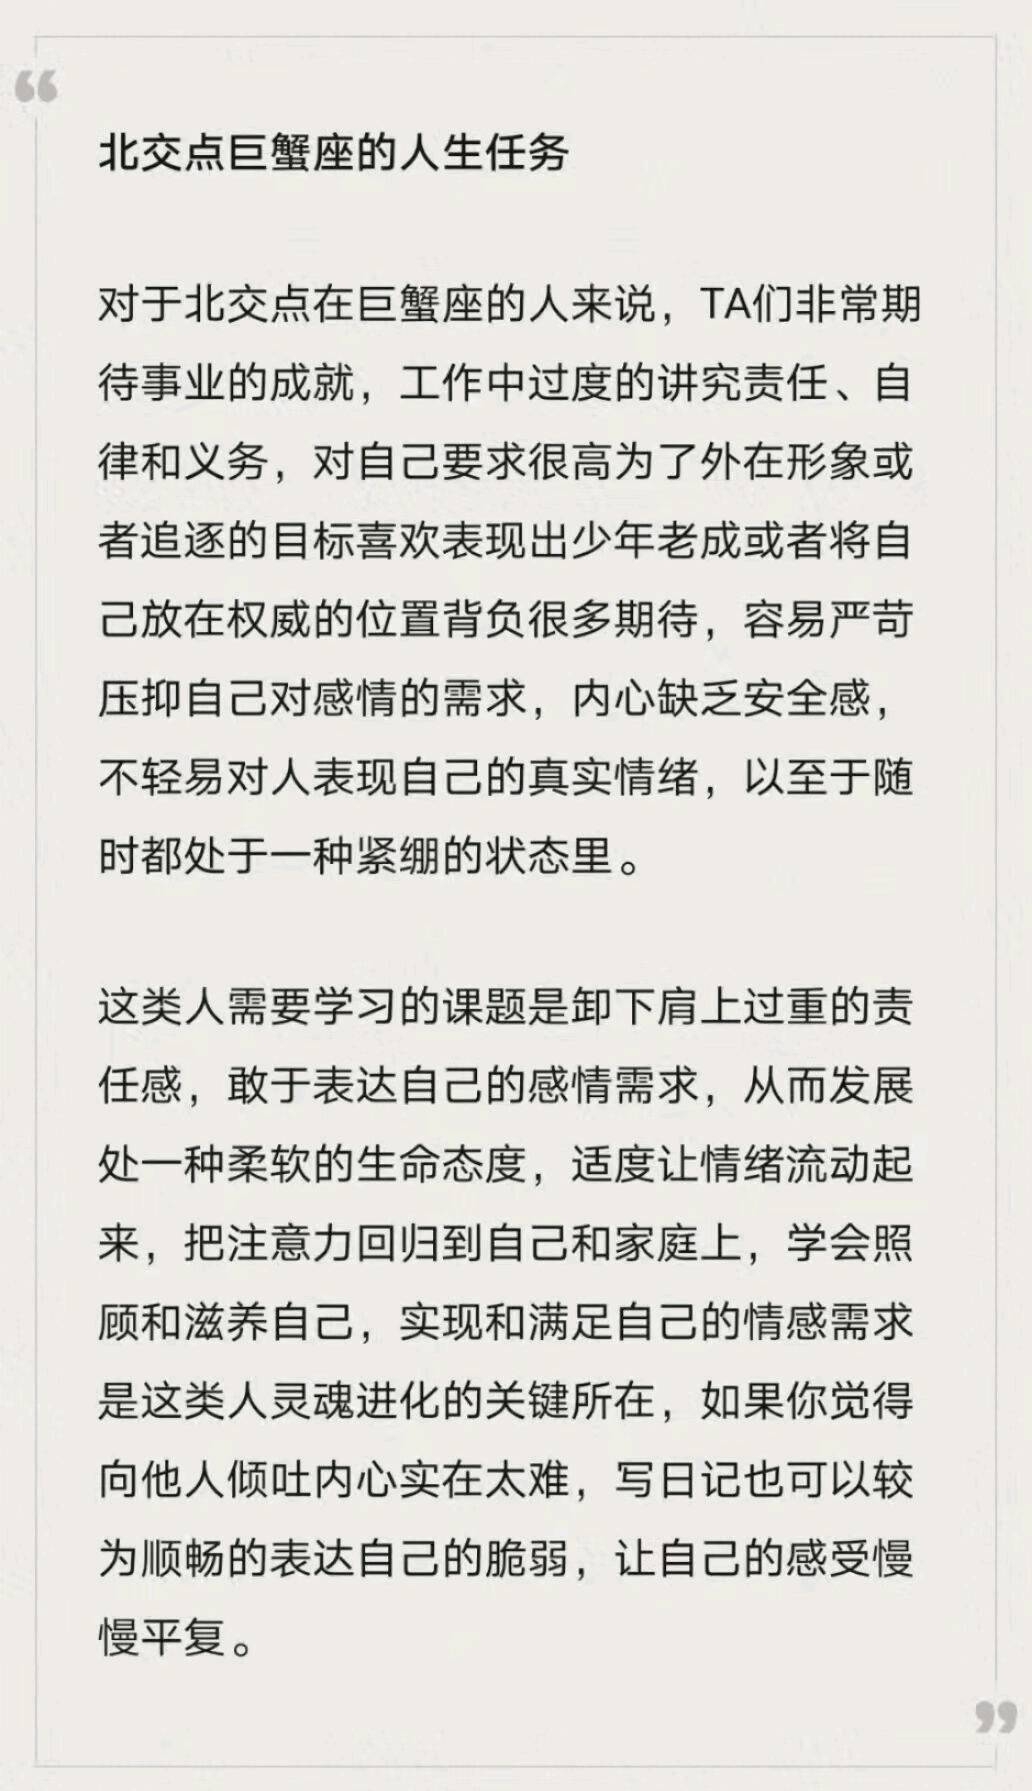 “
北交点巨蟹座的人生任务
对于北交点在巨蟹座的人来说，TA们非常期
待事业的成就，工作中过度的讲究责任、自
律和义务，对自己要求很高为了外在形象或
者追逐的目标喜欢表现出少年老成或者将自
己放在权威的位置背负很多期待，容易严苛
压抑自己对感情的需求，内心缺乏安全感，
不轻易对人表现自己的真实情绪，以至于随
时都处于一种紧绷的状态里。
这类人需要学习的课题是卸下肩上过重的责
任感，敢于表达自己的感情需求，从而发展
处一种柔软的生命态度，适度让情绪流动起
来，把注意力回归到自己和家庭上，学会照
顾和滋养自己，实现和满足自己的情感需求
是这类人灵魂进化的关键所在，如果你觉得
向他人倾吐内心实在太难，写日记也可以较
为顺畅的表达自己的脆弱，让自己的感受慢
慢平复。
”